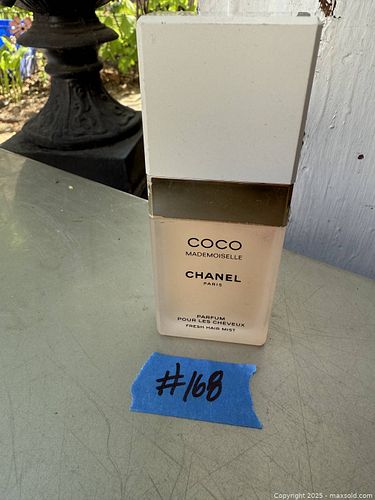 COCO
MADEMOISELLE
CHANEL
PARIS
PARFUM
POUR LES CHEVEUX
FRESH HAIR MIST
#168
Copyright 2025 - maxsold.com